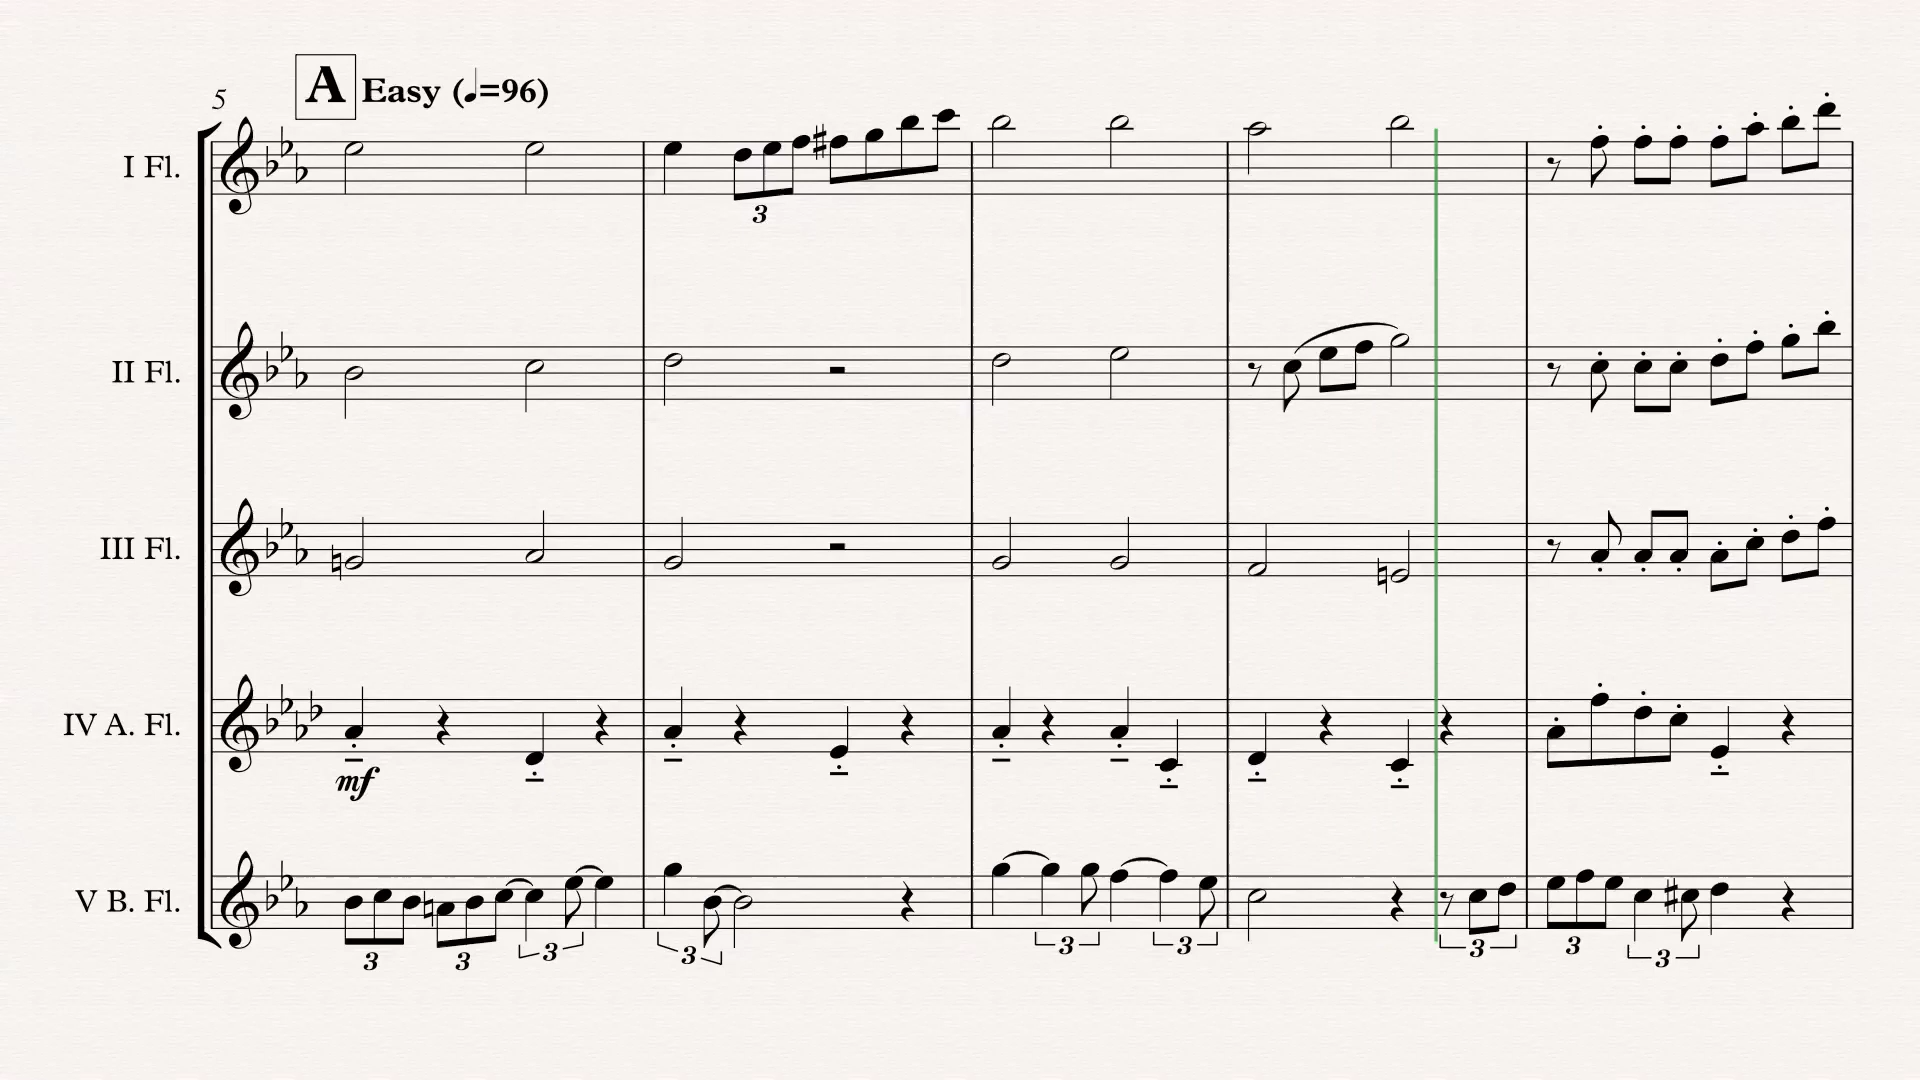 5
A Easy (♩=96)
I Fl.
3
II Fl.
III Fl.
IV A. Fl.
mf
V B. Fl.
3 3 3 3 3 3 3 3 3